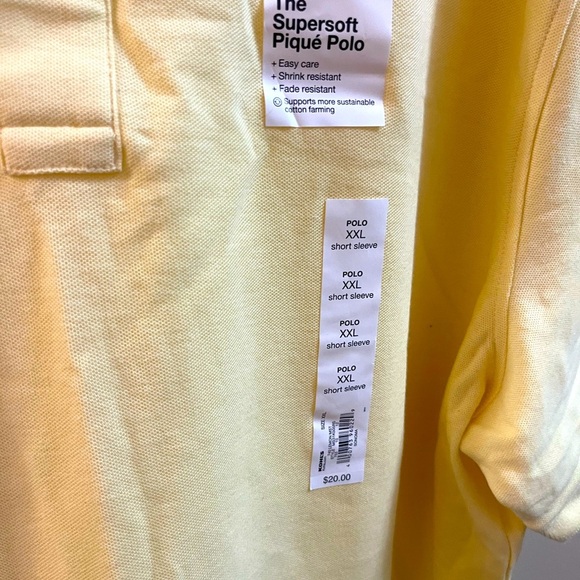 The
Supersoft
Piqué Polo
+ Easy care
+ Shrink resistant
+ Fade resistant
Supports more sustainable
cotton farming
POLO
XXL
short sleeve
POLO
XXL
short sleeve
POLO
XXL
short sleeve
POLO
XXL
short sleeve
KOHLS
$20.00